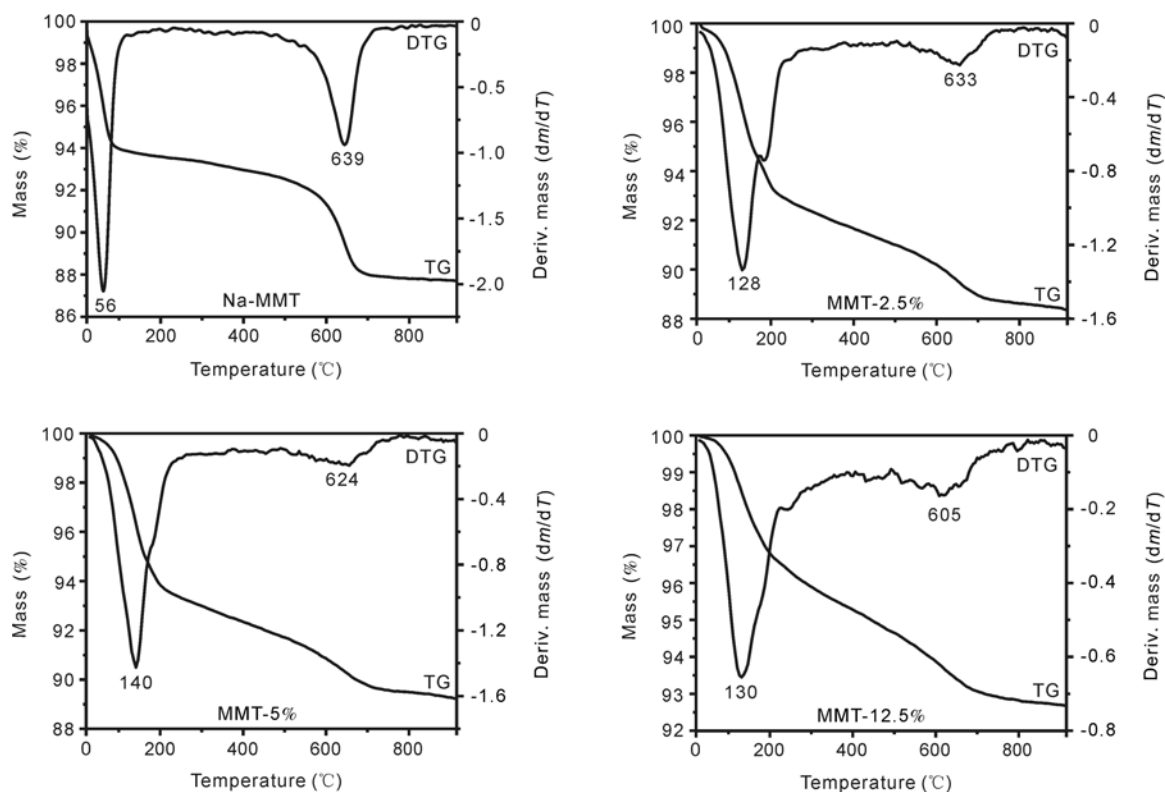 100
98
96
94
92
90
88
86
Mass (%)
0
-0.5
-1.0
-1.5
-2.0
Deriv. mass (dm/dT)
DTG
639
56
Na-MMT
TG
0 200 400 600 800
Temperature (℃)
100
98
96
94
92
90
88
Mass (%)
0
-0.4
-0.8
-1.2
-1.6
Deriv. mass (dm/dT)
DTG
633
128
MMT-2.5%
TG
0 200 400 600 800
Temperature (℃)
100
98
96
94
92
90
88
Mass (%)
0
-0.4
-0.8
-1.2
-1.6
Deriv. mass (dm/dT)
DTG
624
140
TG
MMT-5%
0 200 400 600 800
Temperature (℃)
100
99
98
97
96
95
94
93
92
Mass (%)
0
-0.2
-0.4
-0.6
-0.8
Deriv. mass (dm/dT)
DTG
605
130
TG
MMT-12.5%
0 200 400 600 800
Temperature (℃)